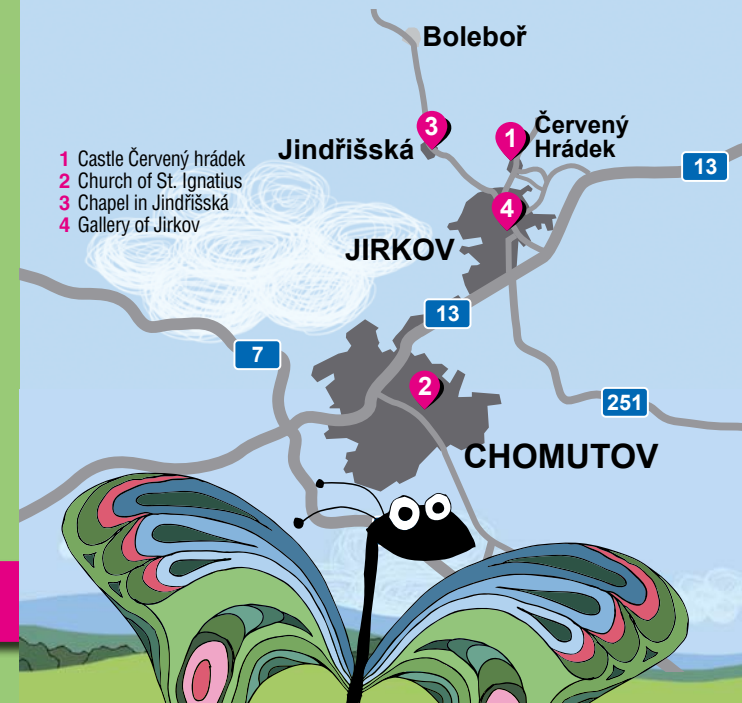 Boleboř
3
1
Červený
Hrádek
Jindřišská
13
1 Castle Červený hrádek
2 Church of St. Ignatius
3 Chapel in Jindřišská
4 Gallery of Jirkov
4
JIRKOV
13
7
2
251
CHOMUTOV